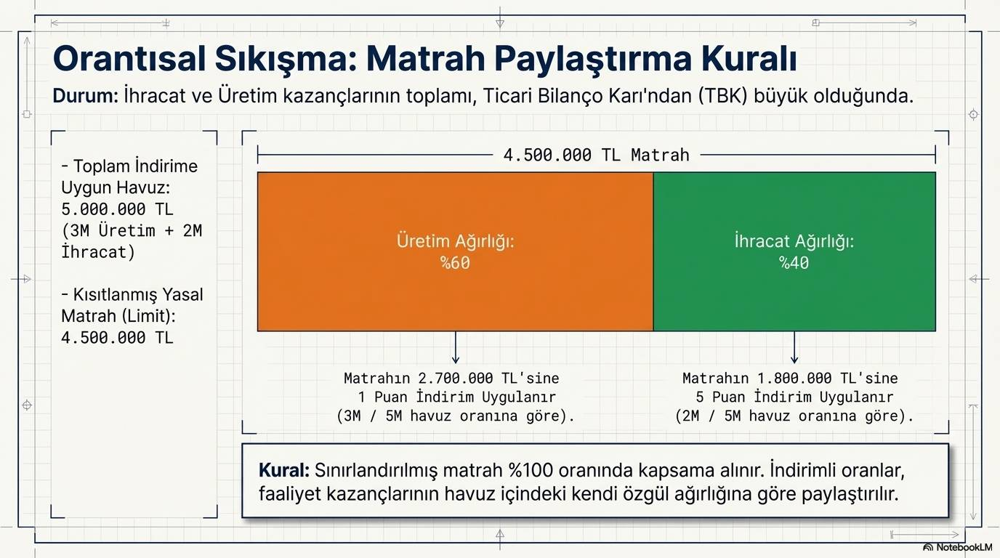 Orantısal Sıkışma: Matrah Paylaştırma Kuralı
Durum: İhracat ve Üretim kazançlarının toplamı, Ticari Bilanço Karı'ndan (TBK) büyük olduğunda.
- Toplam İndirime
Uygun Havuz:
5.000.000 TL
(3M Üretim + 2M
İhracat)
- Kısıtlanmış Yasal
Matrah (Limit):
4.500.000 TL
4.500.000 TL Matrah
Üretim Ağırlığı:
%60
İhracat Ağırlığı:
%40
Matrahın 2.700.000 TL'sine
1 Puan İndirim Uygulanır
(3M / 5M havuz oranına göre).
Matrahın 1.800.000 TL'sine
5 Puan İndirim Uygulanır
(2M / 5M havuz oranına göre).
Kural: Sınırlandırılmış matrah %100 oranında kapsama alınır. İndirimli oranlar,
faaliyet kazançlarının havuz içindeki kendi özgül ağırlığına göre paylaştırılır.
NotebookLM